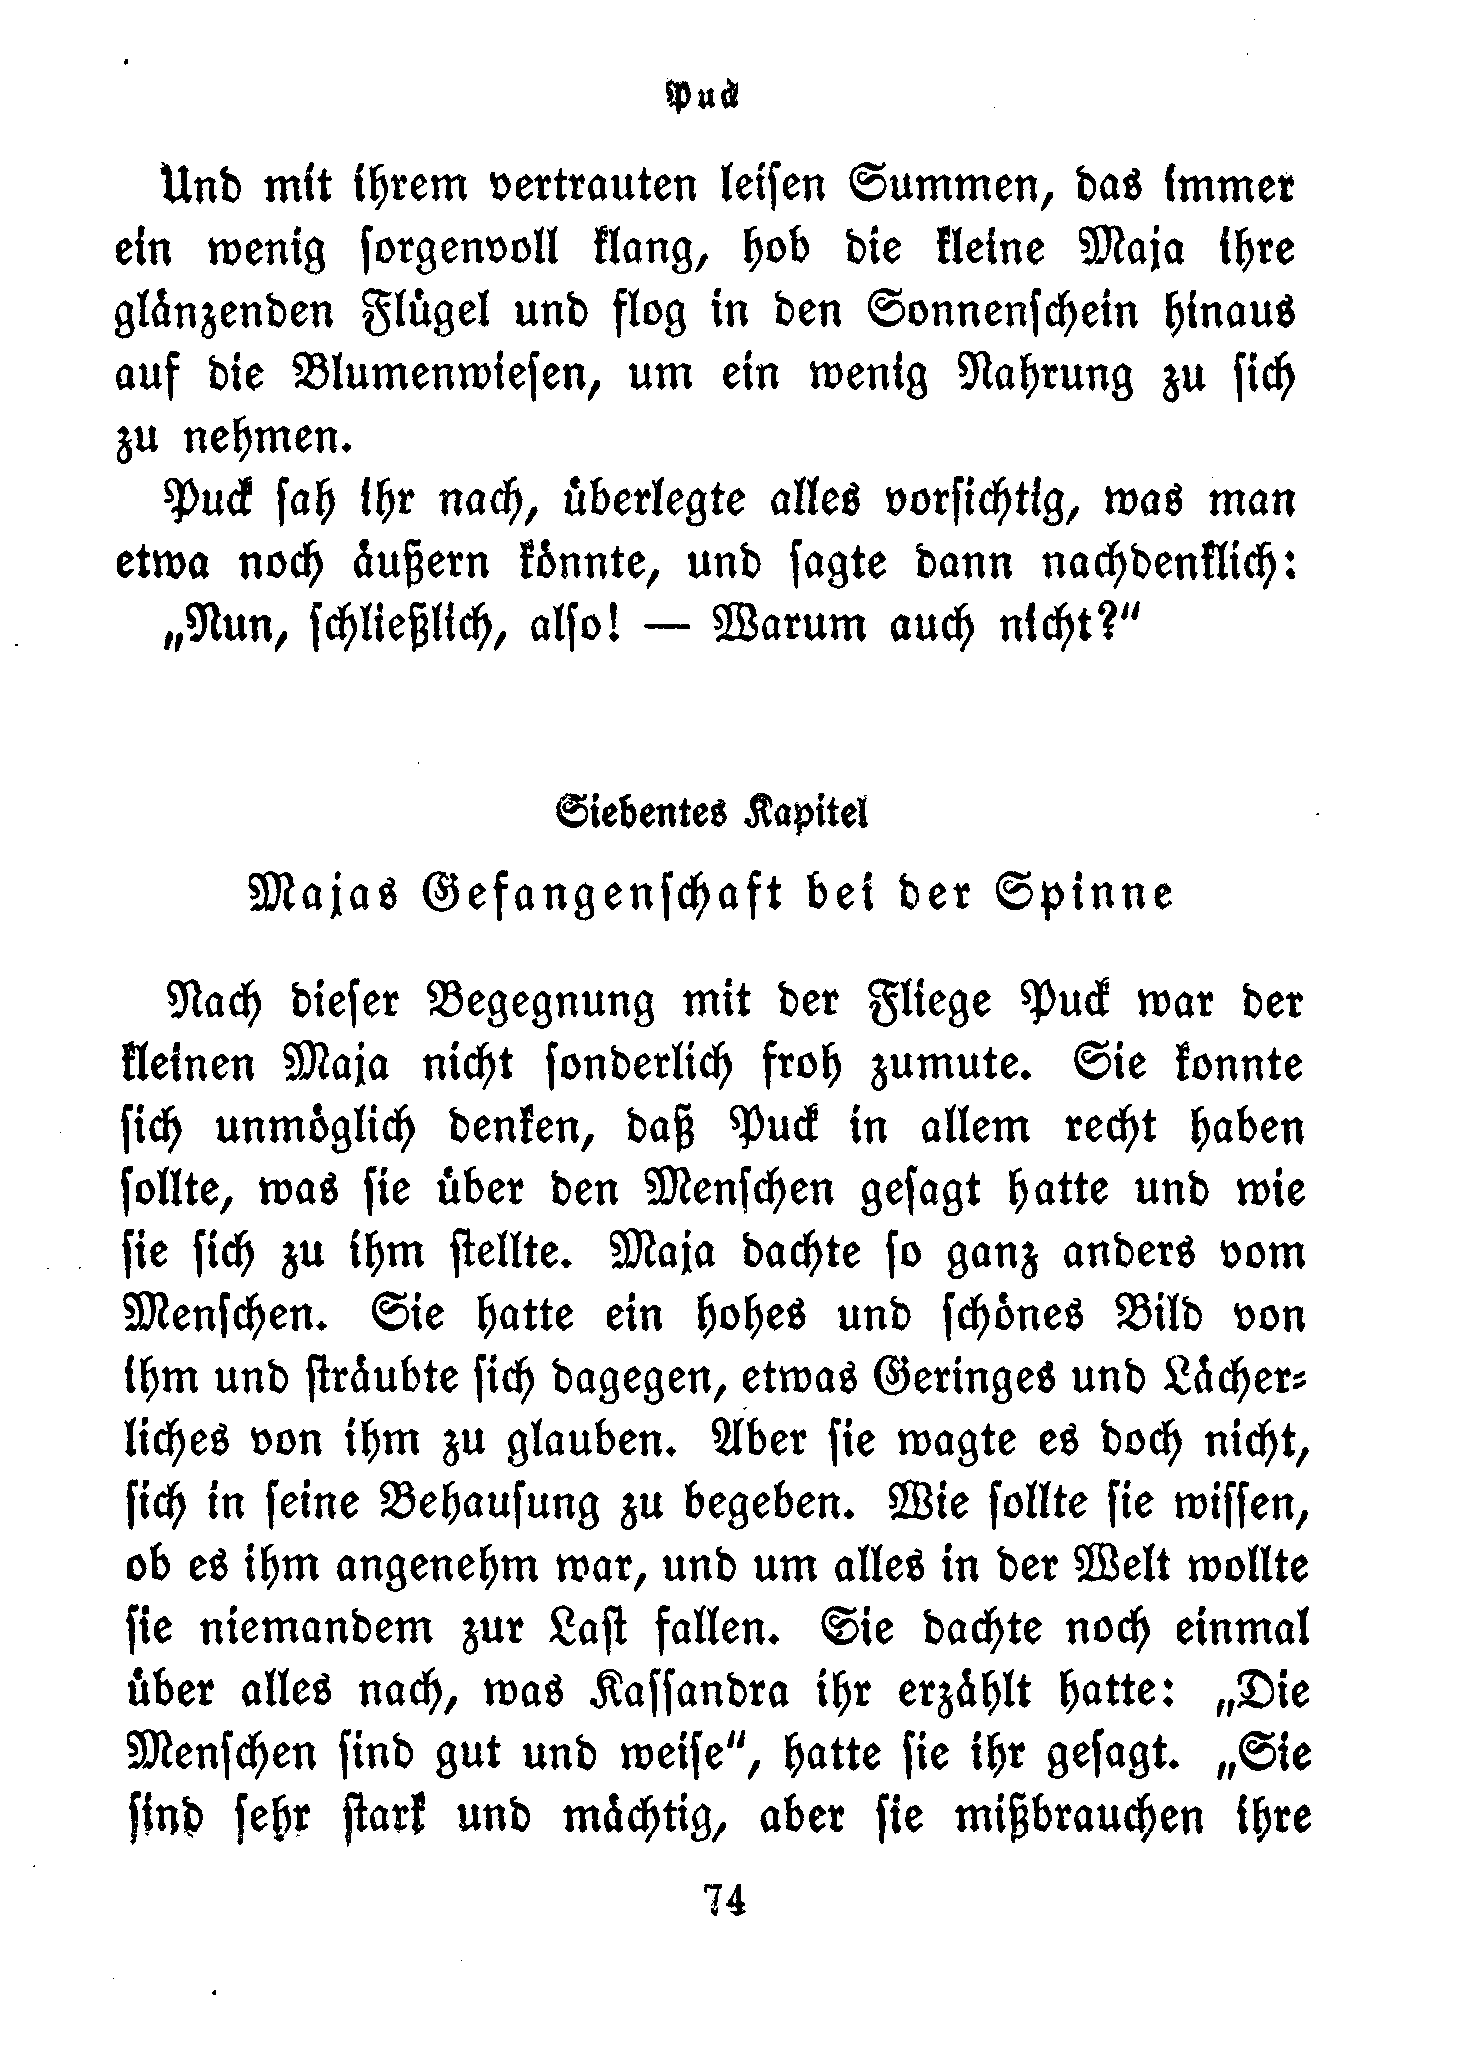 Puck
Und mit ihrem vertrauten leisen Summen, das immer
ein wenig sorgenvoll klang, hob die kleine Maja ihre
glänzenden Flügel und flog in den Sonnenschein hinaus
auf die Blumenwiesen, um ein wenig Nahrung zu sich
zu nehmen.
Puck sah ihr nach, überlegte alles vorsichtig, was man
etwa noch äußern könnte, und sagte dann nachdenklich:
„Nun, schließlich, also! — Warum auch nicht?“
Siebentes Kapitel
Majas Gefangenschaft bei der Spinne
Nach dieser Begegnung mit der Fliege Puck war der
kleinen Maja nicht sonderlich froh zumute. Sie konnte
sich unmöglich denken, daß Puck in allem recht haben
sollte, was sie über den Menschen gesagt hatte und wie
sie sich zu ihm stellte. Maja dachte so ganz anders vom
Menschen. Sie hatte ein hohes und schönes Bild von
ihm und sträubte sich dagegen, etwas Geringes und Lächer-
liches von ihm zu glauben. Aber sie wagte es doch nicht,
sich in seine Behausung zu begeben. Wie sollte sie wissen,
ob es ihm angenehm war, und um alles in der Welt wollte
sie niemandem zur Last fallen. Sie dachte noch einmal
über alles nach, was Kassandra ihr erzählt hatte: „Die
Menschen sind gut und weise“, hatte sie ihr gesagt. „Sie
sind sehr stark und mächtig, aber sie mißbrauchen ihre
74